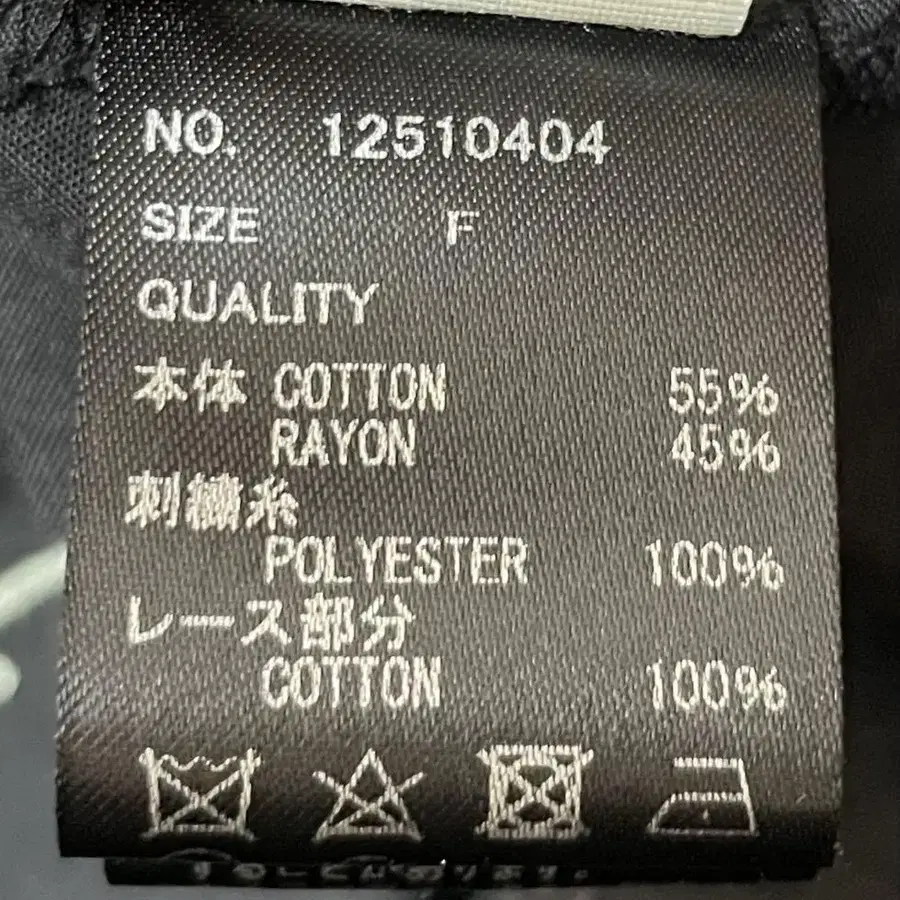 NO. 12510404
SIZE F
QUALITY
本体 COTTON 55%
RAYON 45%
刺繍糸
POLYESTER 100%
レース部分
COTTON 100%